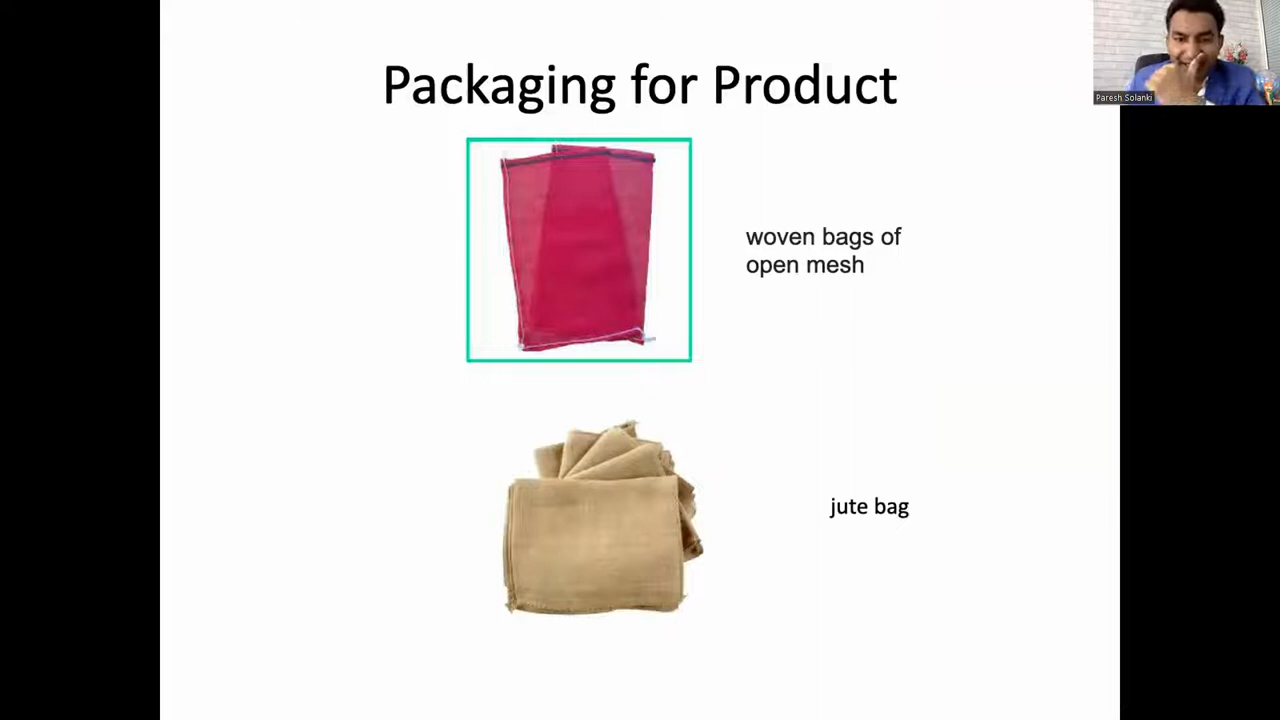 Packaging for Product
Paresh Solanki
woven bags of
open mesh
jute bag